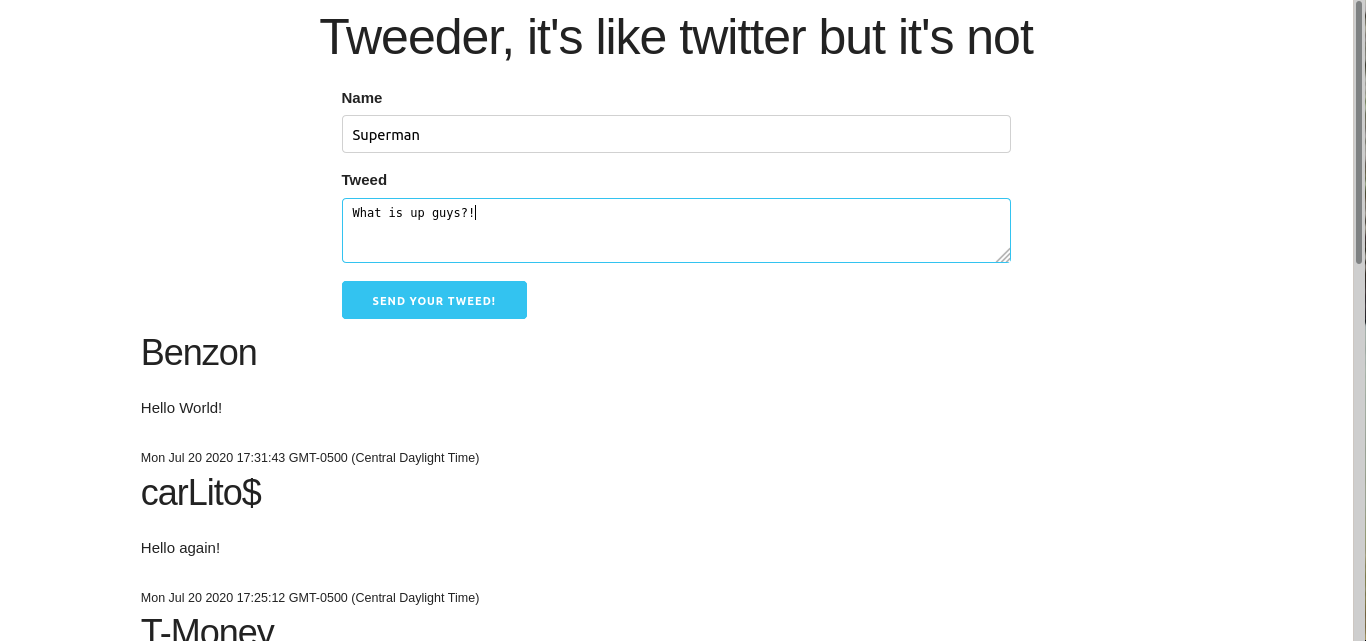 Tweeder, it's like twitter but it's not
Name
Superman
Tweed
What is up guys?!
SEND YOUR TWEED!
Benzon
Hello World!
Mon Jul 20 2020 17:31:43 GMT-0500 (Central Daylight Time)
carLito$
Hello again!
Mon Jul 20 2020 17:25:12 GMT-0500 (Central Daylight Time)
T-Money